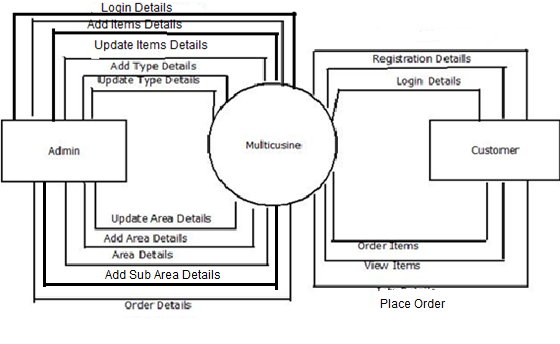 Login Details
Add Items Details
Update Items Details
Add Type Details
Update Type Details
Registration Details
Login Details
Admin
Multicusine
Customer
Update Area Details
Add Area Details
Area Details
Add Sub Area Details
Order Details
Order Items
View Items
Place Order